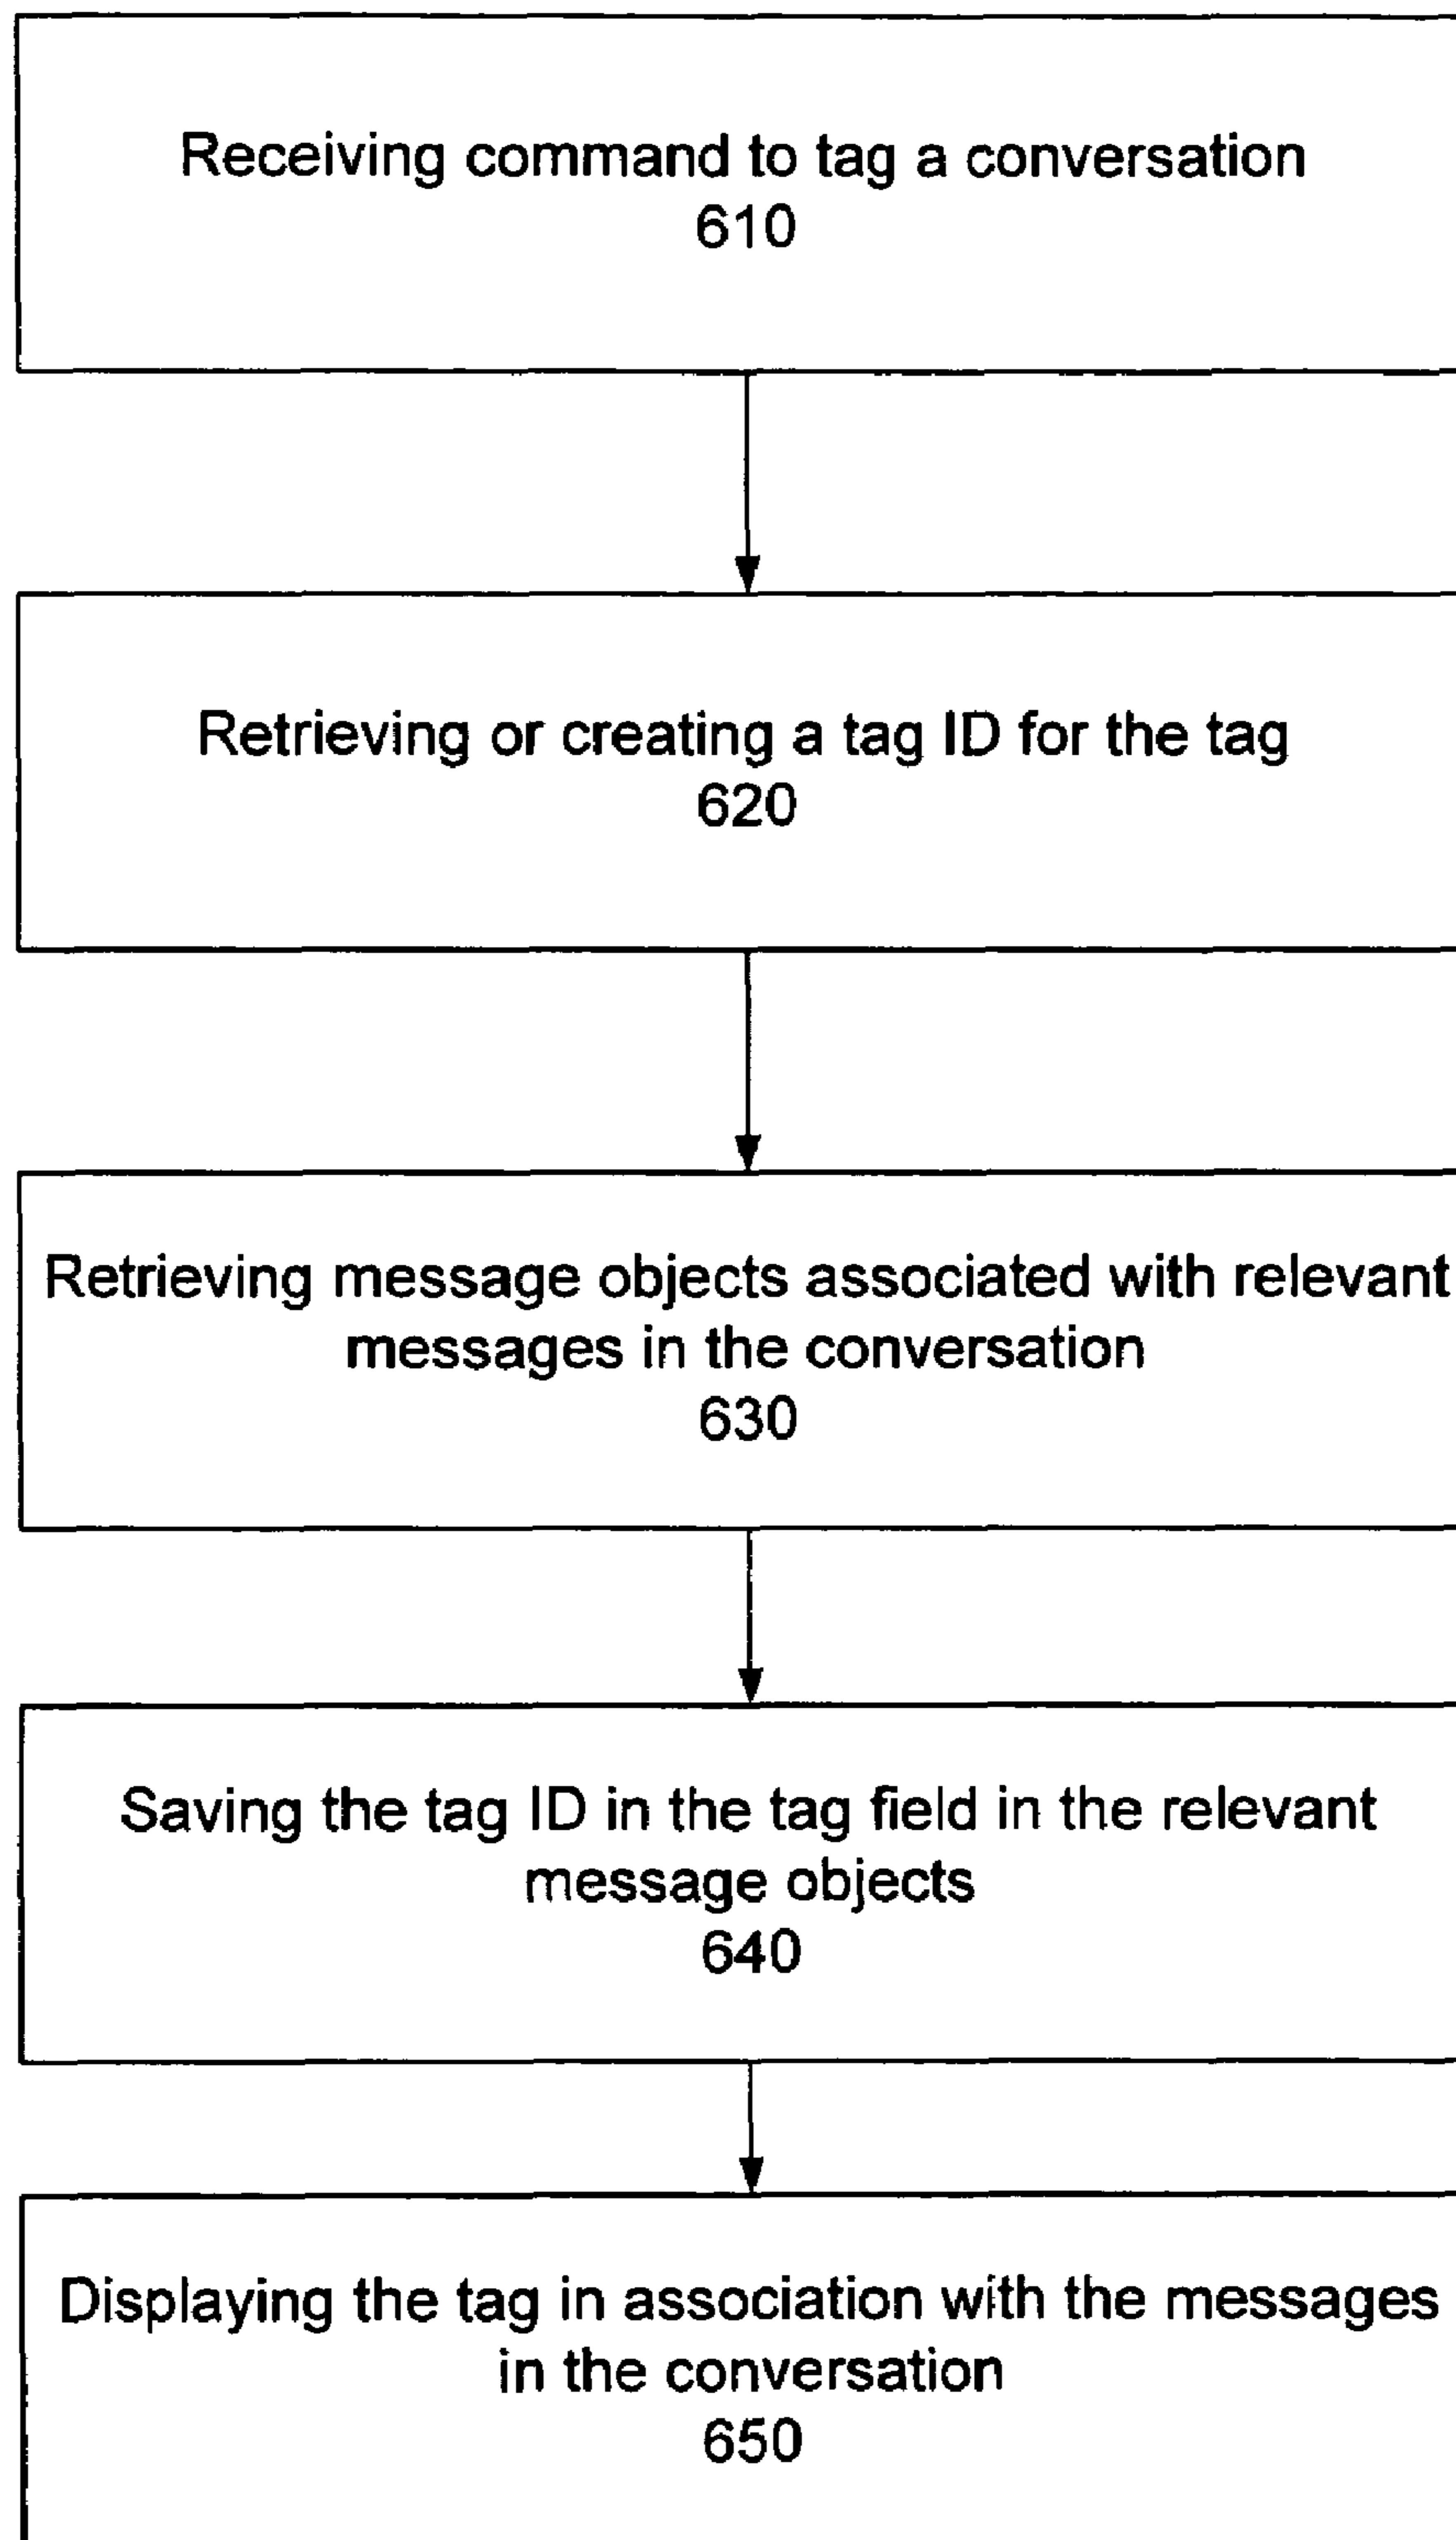 Receiving command to tag a conversation
610
Retrieving or creating a tag ID for the tag
620
Retrieving message objects associated with relevant
messages in the conversation
630
Saving the tag ID in the tag field in the relevant
message objects
640
Displaying the tag in association with the messages
in the conversation
650